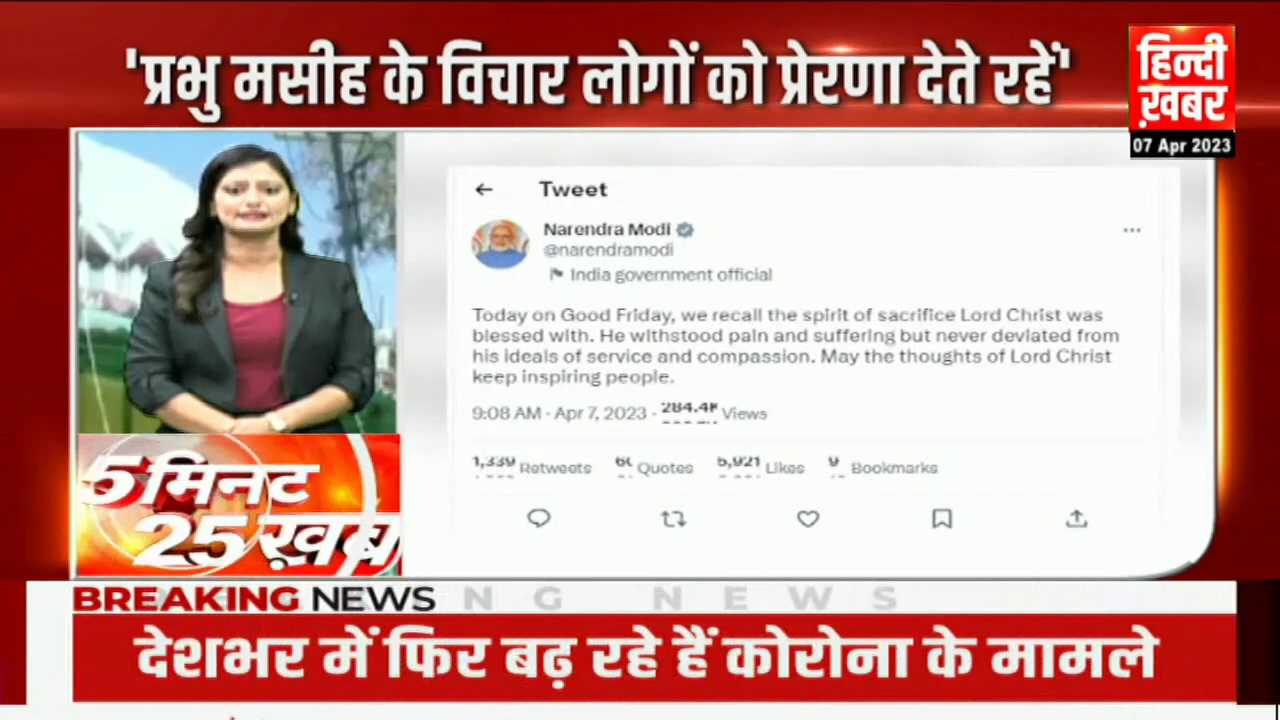 'प्रभु मसीह के विचार लोगों को प्रेरणा देते रहें'
हिन्दी
ख़बर
07 Apr 2023
Tweet
Narendra Modi
@narendramodi
India government official
Today on Good Friday, we recall the spirit of sacrifice Lord Christ was
blessed with. He withstood pain and suffering but never deviated from
his ideals of service and compassion. May the thoughts of Lord Christ
keep inspiring people.
9:08 AM · Apr 7, 2023 · 284.4K Views
1,339 Retweets Quotes 5,921 Likes 9 Bookmarks
5 मिनट
25 ख़ब
BREAKING NEWS
देशभर में फिर बढ़ रहे हैं कोरोना के मामले